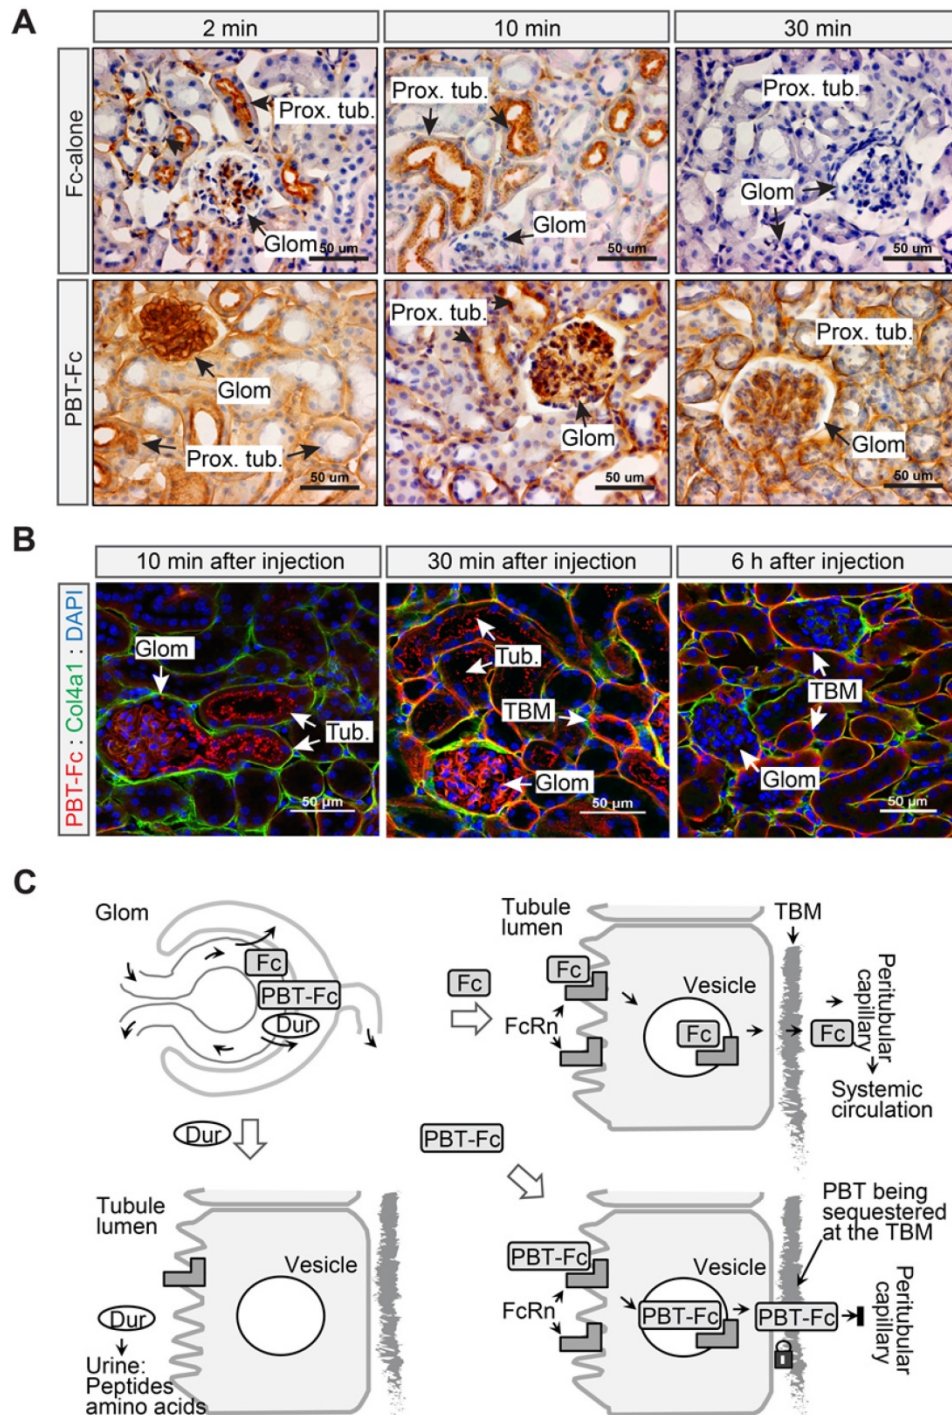 A
2 min
10 min
30 min
Fc-alone
Prox. tub.
Glom
50 um
Prox. tub.
Glom
50 um
Prox. tub.
Glom
50 um
PBT-Fc
Glom
Prox. tub.
50 um
Prox. tub.
Glom
50 um
Prox. tub.
Glom
50 um
B
10 min after injection
30 min after injection
6 h after injection
PBT-Fc : Col4a1 : DAPI
Glom
Tub.
50 µm
Tub.
TBM
Glom
50 µm
TBM
Glom
50 µm
C
Glom
Fc
PBT-Fc
Dur
Fc
Tubule
lumen
Fc
FcRn
Vesicle
Fc
TBM
Fc
Peritubular
capillary
Systemic
circulation
Dur
PBT-Fc
Tubule
lumen
Vesicle
Dur
Urine:
Peptides
amino acids
Tubule
lumen
PBT-Fc
FcRn
Vesicle
PBT-Fc
PBT being
sequestered
at the TBM
PBT-Fc
Peritubular
capillary